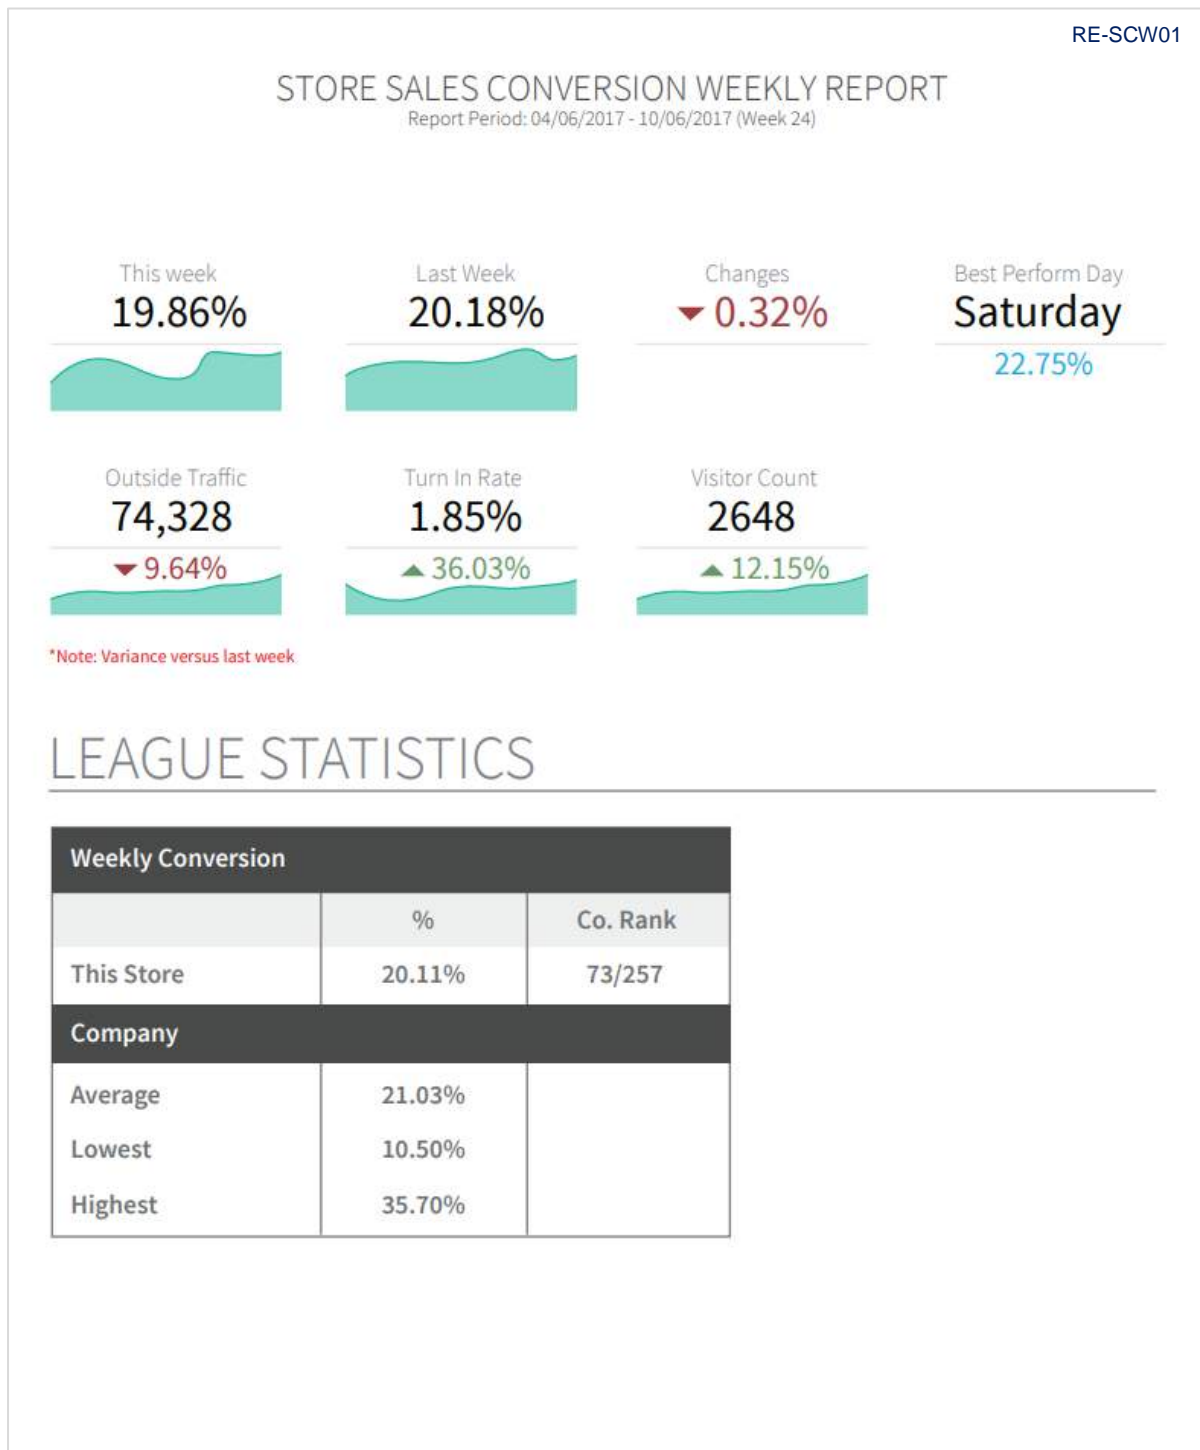 RE-SCW01
STORE SALES CONVERSION WEEKLY REPORT
Report Period: 04/06/2017 - 10/06/2017 (Week 24)
This week Last Week Changes Best Perform Day
19.86% 20.18% ▼ 0.32% Saturday
22.75%
Outside Traffic Turn In Rate Visitor Count
74,328 1.85% 2648
▼ 9.64% ▲ 36.03% ▲ 12.15%
*Note: Variance versus last week
LEAGUE STATISTICS
Weekly Conversion
% Co. Rank
This Store 20.11% 73/257
Company
Average 21.03%
Lowest 10.50%
Highest 35.70%